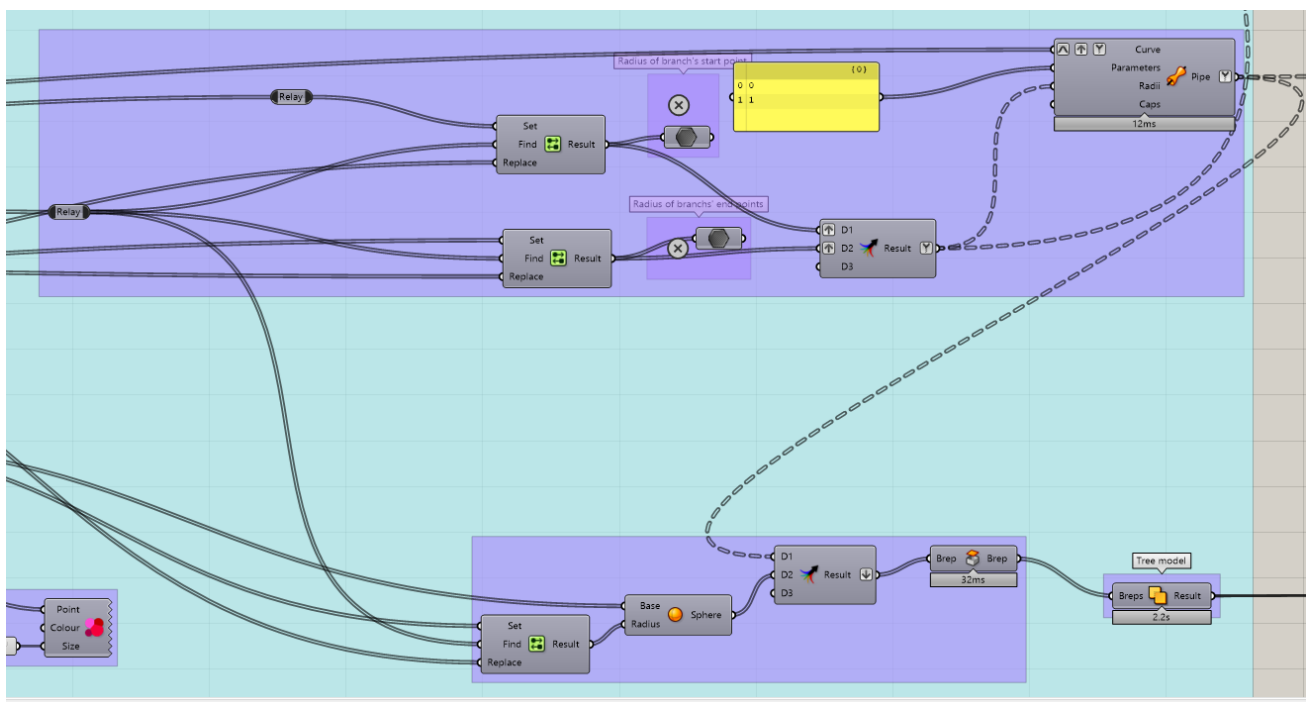 Curve
Radius of branch's start point
{0}
Parameters
Pipe
0 0
Radii
Relay
1 1
Caps
Set
12ms
Find
Result
Replace
Radius of branchs' end points
Relay
D1
Set
D2
Result
Find
Result
D3
Replace
D1
Brep
Brep
Tree model
D2
Result
32ms
D3
Breps
Result
Base
Sphere
Point
Radius
2.2s
Colour
Set
Size
Find
Result
Replace